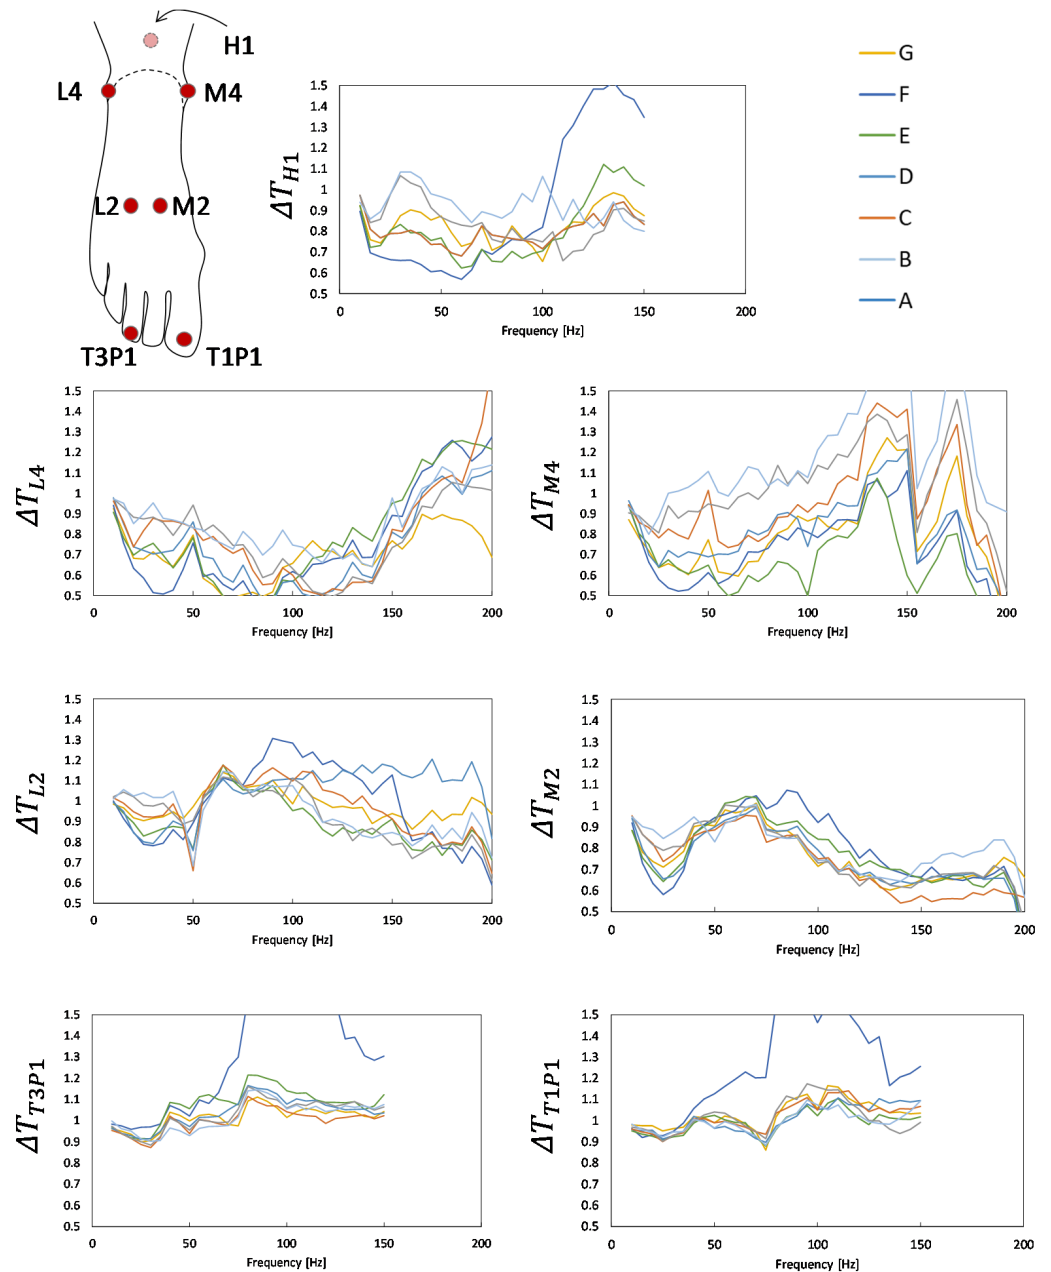 H1
L4
M4
L2
M2
T3P1
T1P1
G
F
E
D
C
B
A
ΔT_H1
1.5
1.4
1.3
1.2
1.1
1
0.9
0.8
0.7
0.6
0.5
0 50 100 150 200
Frequency [Hz]
ΔT_L4
1.5
1.4
1.3
1.2
1.1
1
0.9
0.8
0.7
0.6
0.5
0 50 100 150 200
Frequency [Hz]
ΔT_M4
1.5
1.4
1.3
1.2
1.1
1
0.9
0.8
0.7
0.6
0.5
0 50 100 150 200
Frequency [Hz]
ΔT_L2
1.5
1.4
1.3
1.2
1.1
1
0.9
0.8
0.7
0.6
0.5
0 50 100 150 200
Frequency [Hz]
ΔT_M2
1.5
1.4
1.3
1.2
1.1
1
0.9
0.8
0.7
0.6
0.5
0 50 100 150 200
Frequency [Hz]
ΔT_T3P1
1.5
1.4
1.3
1.2
1.1
1
0.9
0.8
0.7
0.6
0.5
0 50 100 150 200
Frequency [Hz]
ΔT_T1P1
1.5
1.4
1.3
1.2
1.1
1
0.9
0.8
0.7
0.6
0.5
0 50 100 150 200
Frequency [Hz]